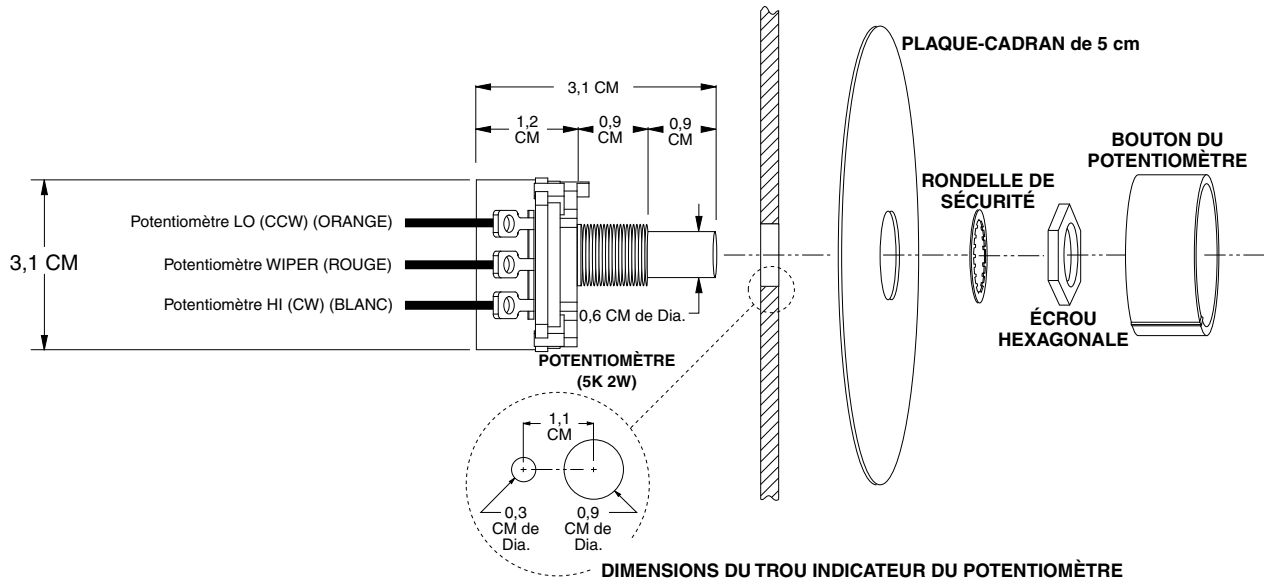 PLAQUE-CADRAN de 5 cm
3,1 CM
1,2
CM
0,9
CM
0,9
CM
BOUTON DU
POTENTIOMÈTRE
RONDELLE DE
SÉCURITÉ
Potentiomètre LO (CCW) (ORANGE)
3,1 CM
Potentiomètre WIPER (ROUGE)
Potentiomètre HI (CW) (BLANC)
0,6 CM de Dia.
ÉCROU
HEXAGONALE
POTENTIOMÈTRE
(5K 2W)
1,1
CM
0,3
CM de
Dia.
0,9
CM de
Dia.
DIMENSIONS DU TROU INDICATEUR DU POTENTIOMÈTRE